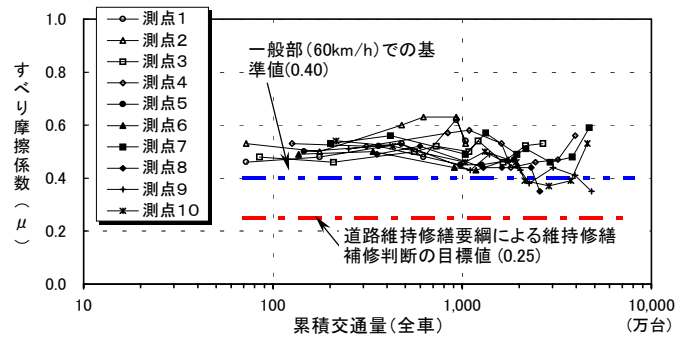 すべり摩擦係数(μ)
1.0
0.8
0.6
0.4
0.2
0.0
測点1
測点2
測点3
測点4
測点5
測点6
測点7
測点8
測点9
測点10
一般部(60km/h)での基
準値(0.40)
道路維持修繕要綱による維持修繕
補修判断の目標値(0.25)
10
100
1,000
10,000
累積交通量(全車)
(万台)